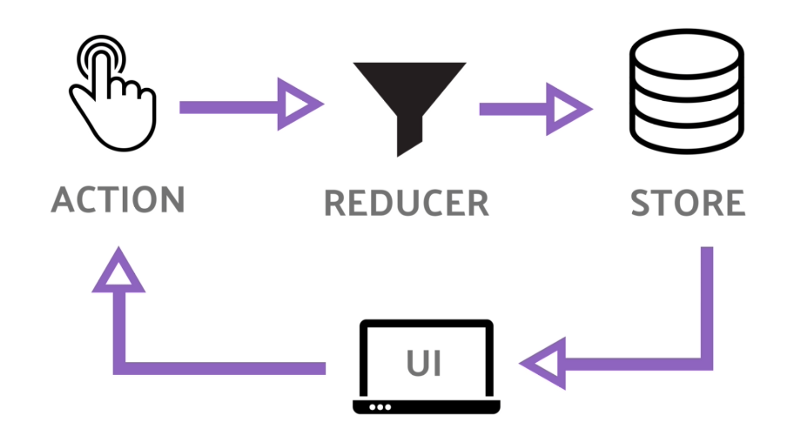 ACTION
REDUCER
STORE
UI